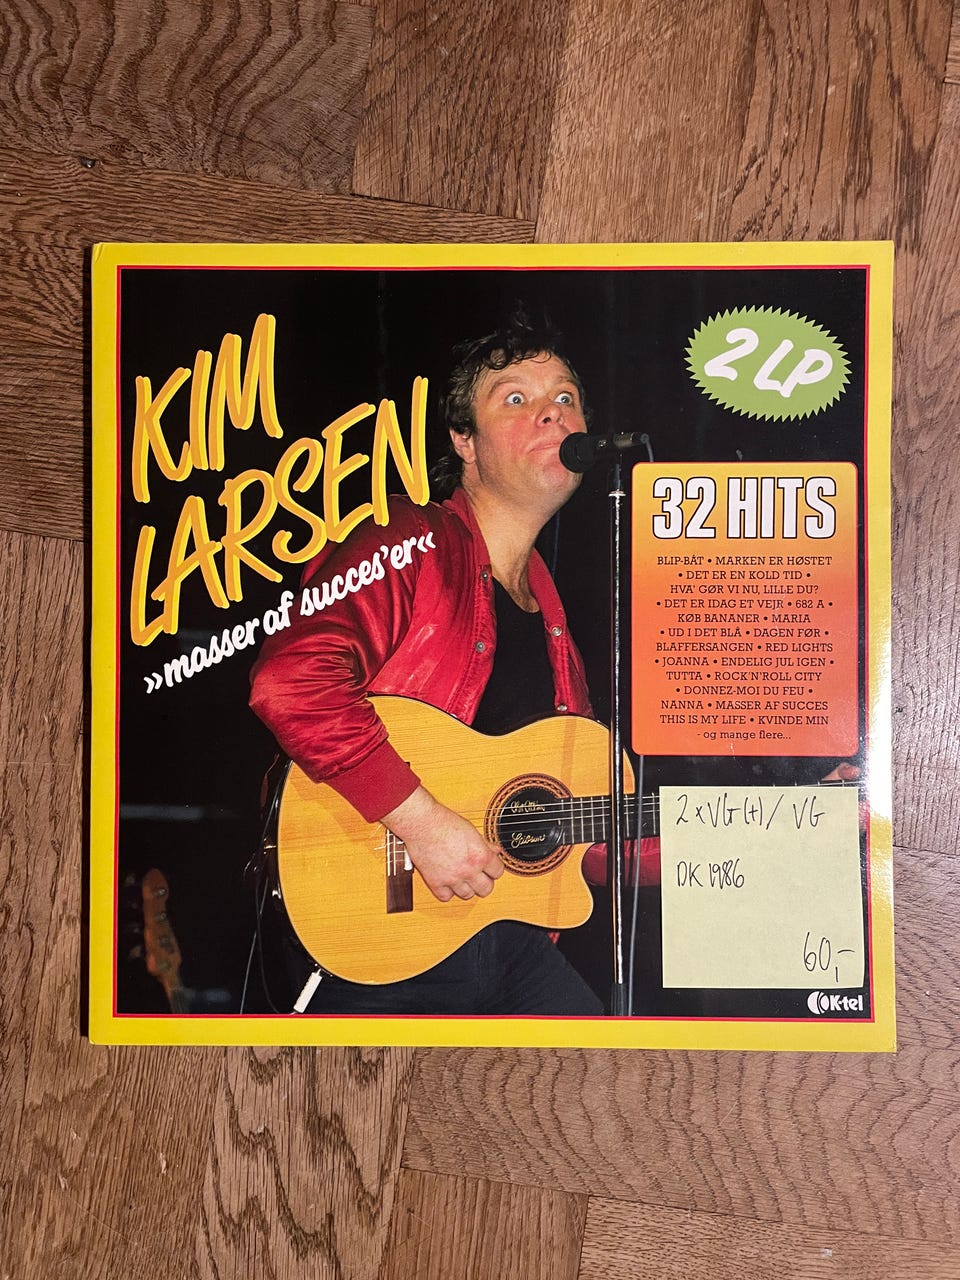 KIM
LARSEN
»masser af succes'er«
2 LP
32 HITS
BLIP-BÅT • MARKEN ER HØSTET
• DET ER EN KOLD TID •
HVA' GØR VI NU, LILLE DU?
• DET ER IDAG ET VEJR • 682 A •
KØB BANANER • MARIA
• UD I DET BLÅ • DAGEN FØR •
BLAFFERSANGEN • RED LIGHTS
• JOANNA • ENDELIG JUL IGEN •
TUTTA • ROCK'N'ROLL CITY
• DONNEZ-MOI DU FEU •
NANNA • MASSER AF SUCCES
THIS IS MY LIFE • KVINDE MIN
- og mange flere...
2 x VG(+) / VG
DK 1986
60,-
K-tel